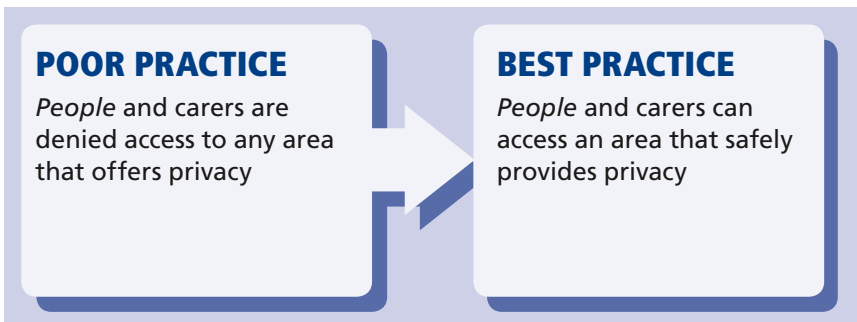 POOR PRACTICE
People and carers are
denied access to any area
that offers privacy
BEST PRACTICE
People and carers can
access an area that safely
provides privacy